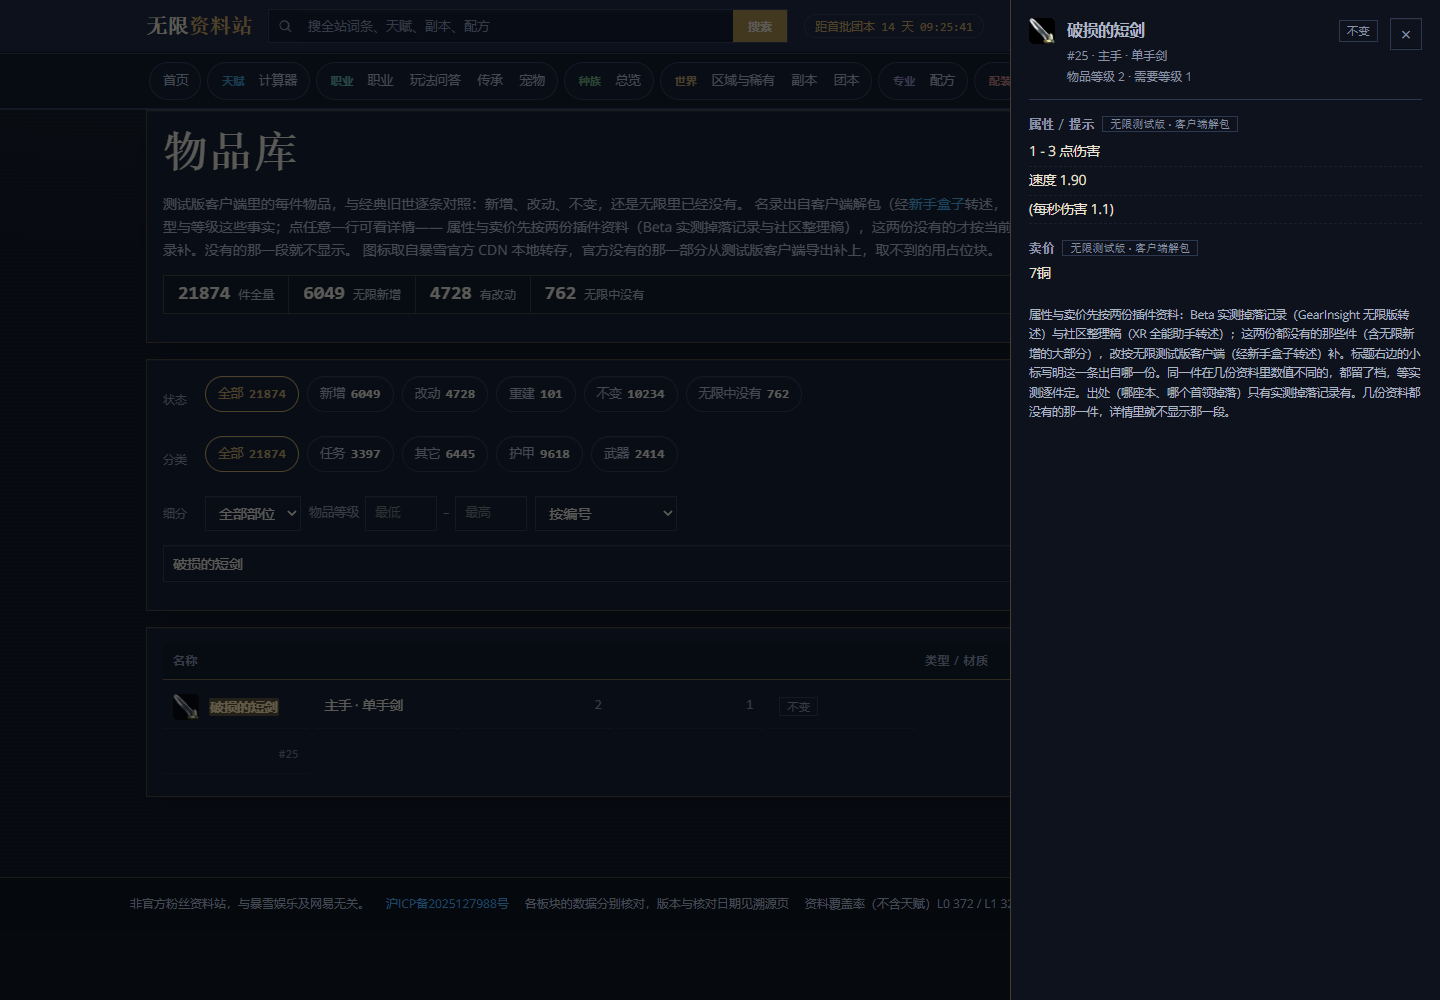 无限资料站
搜全站词条、天赋、副本、配方
搜索
距首批团本 14 天 09:25:41
首页
天赋 计算器
职业 职业 玩法问答 传承 宠物
种族 总览
世界 区域与稀有 副本 团本
专业 配方
配装
物品库
测试版客户端里的每件物品，与经典旧世逐条对照：新增、改动、不变，还是无限里已经没有。 名录出自客户端解包（经新手盒子转述，
型与等级这些事实；点任意一行可看详情—— 属性与卖价先按两份插件资料（Beta 实测掉落记录与社区整理稿），这两份没有的才按当前
录补。没有的那一段就不显示。 图标取自暴雪官方 CDN 本地转存，官方没有的那一部分从测试版客户端导出补上，取不到的用占位块。
21874 件全量
6049 无限新增
4728 有改动
762 无限中没有
状态
全部 21874
新增 6049
改动 4728
重建 101
不变 10234
无限中没有 762
分类
全部 21874
任务 3397
其它 6445
护甲 9618
武器 2414
细分
全部部位
物品等级
最低
–
最高
按编号
破损的短剑
名称
类型 / 材质
破损的短剑
主手 · 单手剑
2
1
不变
#25
非官方粉丝资料站，与暴雪娱乐及网易无关。
沪ICP备2025127988号
各板块的数据分别核对，版本与核对日期见溯源页
资料覆盖率（不含天赋）L0 372 / L1 32
破损的短剑
不变
×
#25 · 主手 · 单手剑
物品等级 2 · 需要等级 1
属性 / 提示
无限测试版 · 客户端解包
1 - 3 点伤害
速度 1.90
(每秒伤害 1.1)
卖价
无限测试版 · 客户端解包
7铜
属性与卖价先按两份插件资料：Beta 实测掉落记录（GearInsight 无限版转
述）与社区整理稿（XR 全能助手转述）；这两份都没有的那些件（含无限新
增的大部分），改按无限测试版客户端（经新手盒子转述）补。标题右边的小
标写明这一条出自哪一份。同一件在几份资料里数值不同的，都留了档，等实
测逐件定。出处（哪座本、哪个首领掉落）只有实测掉落记录有。几份资料都
没有的那一件，详情里就不显示那一段。